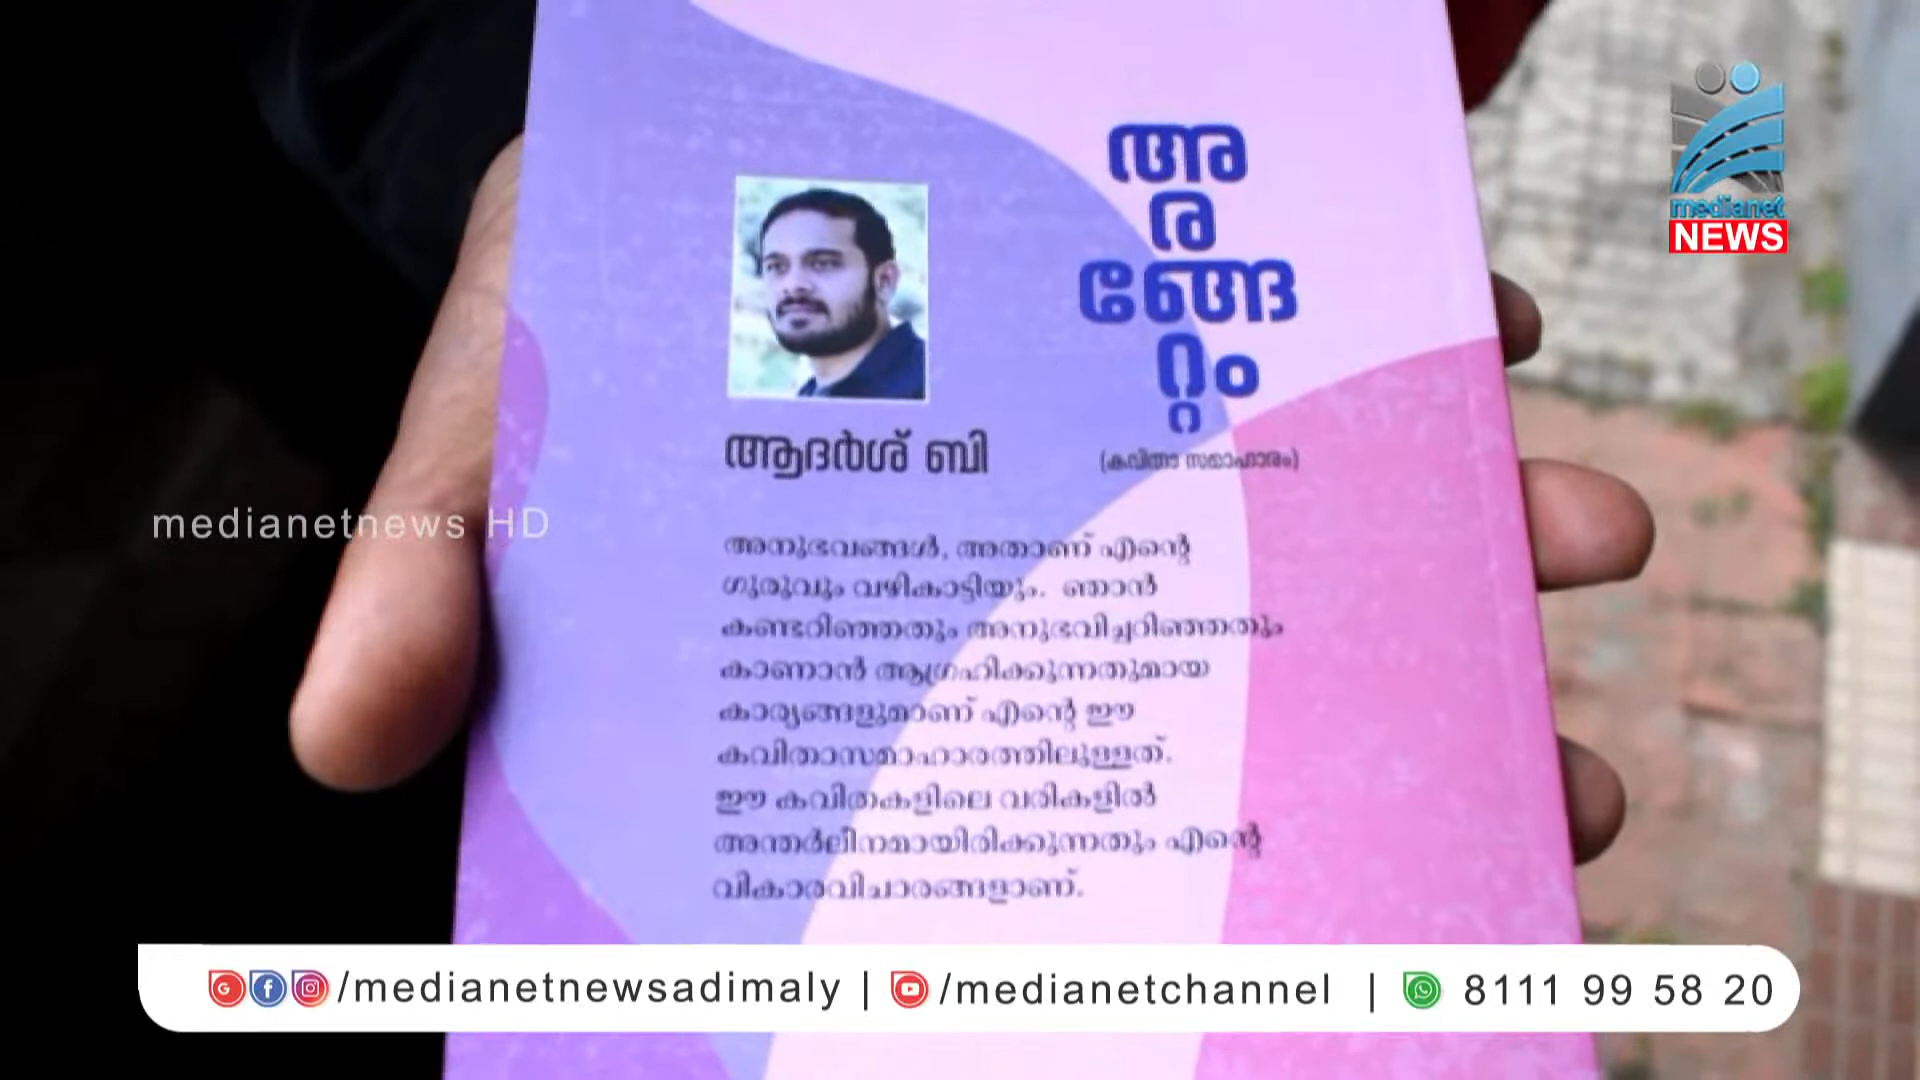 അ
ര
ങ്ങേ
റ്റം
(കവിതാ സമാഹാരം)
ആദർശ് ബി
അനുഭവങ്ങൾ, അതാണ് എന്റെ
ഗുരുവും വഴികാട്ടിയും. ഞാൻ
കണ്ടറിഞ്ഞതും അനുഭവിച്ചറിഞ്ഞതും
കാണാൻ ആഗ്രഹിക്കുന്നതുമായ
കാര്യങ്ങളുമാണ് എന്റെ ഈ
കവിതാസമാഹാരത്തിലുള്ളത്.
ഈ കവിതകളിലെ വരികളിൽ
അന്തർലീനമായിരിക്കുന്നതും എന്റെ
വികാരവിചാരങ്ങളാണ്.
medianet
NEWS
medianetnews HD
/medianetnewsadimaly | /medianetchannel | 8111 99 58 20